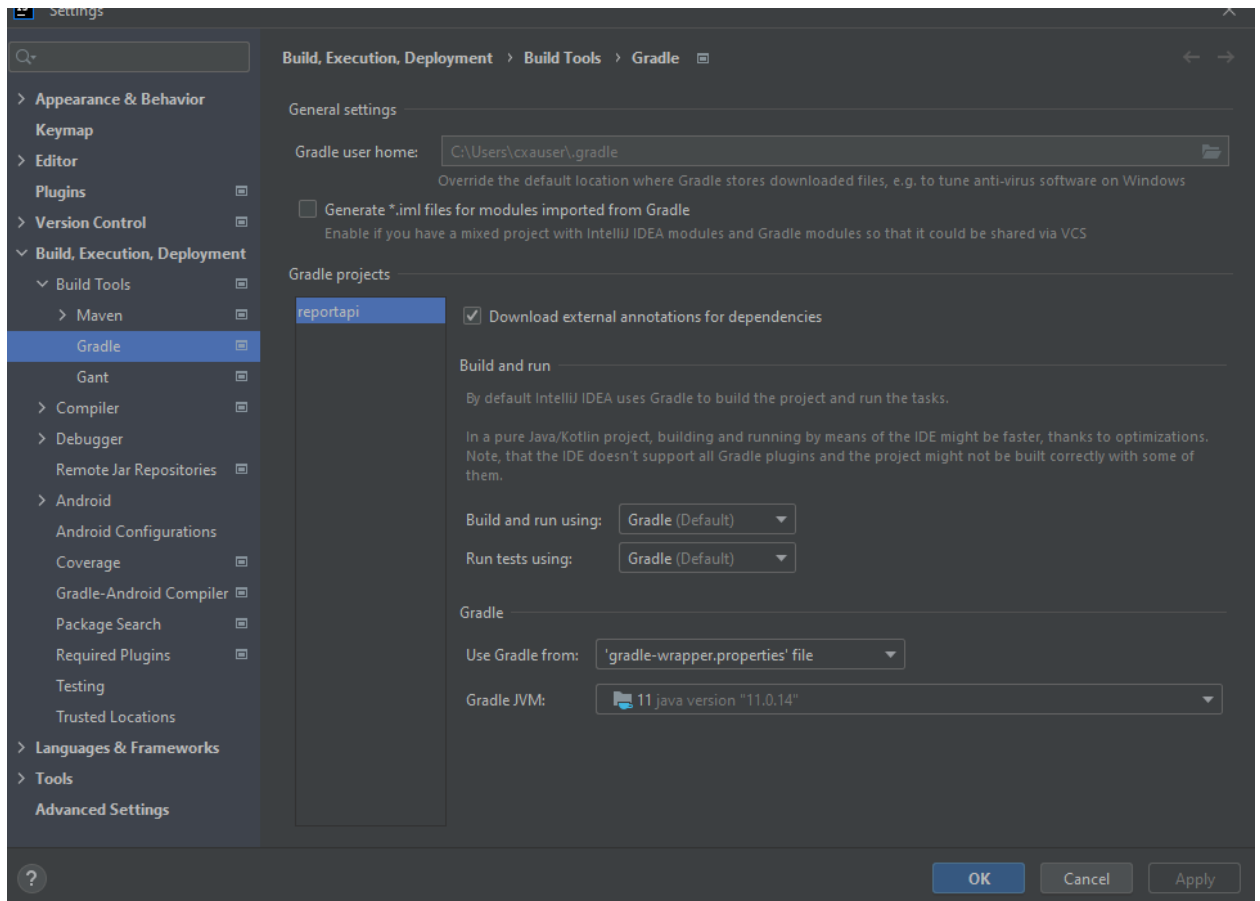 Settings
Build, Execution, Deployment > Build Tools > Gradle
Appearance & Behavior
Keymap
Editor
Plugins
Version Control
Build, Execution, Deployment
Build Tools
Maven
Gradle
Gant
Compiler
Debugger
Remote Jar Repositories
Android
Android Configurations
Coverage
Gradle-Android Compiler
Package Search
Required Plugins
Testing
Trusted Locations
Languages & Frameworks
Tools
Advanced Settings
General settings
Gradle user home: C:\Users\cxauser\.gradle
Override the default location where Gradle stores downloaded files, e.g. to tune anti-virus software on Windows
Generate *.iml files for modules imported from Gradle
Enable if you have a mixed project with IntelliJ IDEA modules and Gradle modules so that it could be shared via VCS
Gradle projects
reportapi
Download external annotations for dependencies
Build and run
By default IntelliJ IDEA uses Gradle to build the project and run the tasks.
In a pure Java/Kotlin project, building and running by means of the IDE might be faster, thanks to optimizations.
Note, that the IDE doesn't support all Gradle plugins and the project might not be built correctly with some of
them.
Build and run using: Gradle (Default)
Run tests using: Gradle (Default)
Gradle
Use Gradle from: 'gradle-wrapper.properties' file
Gradle JVM: 11 java version "11.0.14"
? OK Cancel Apply